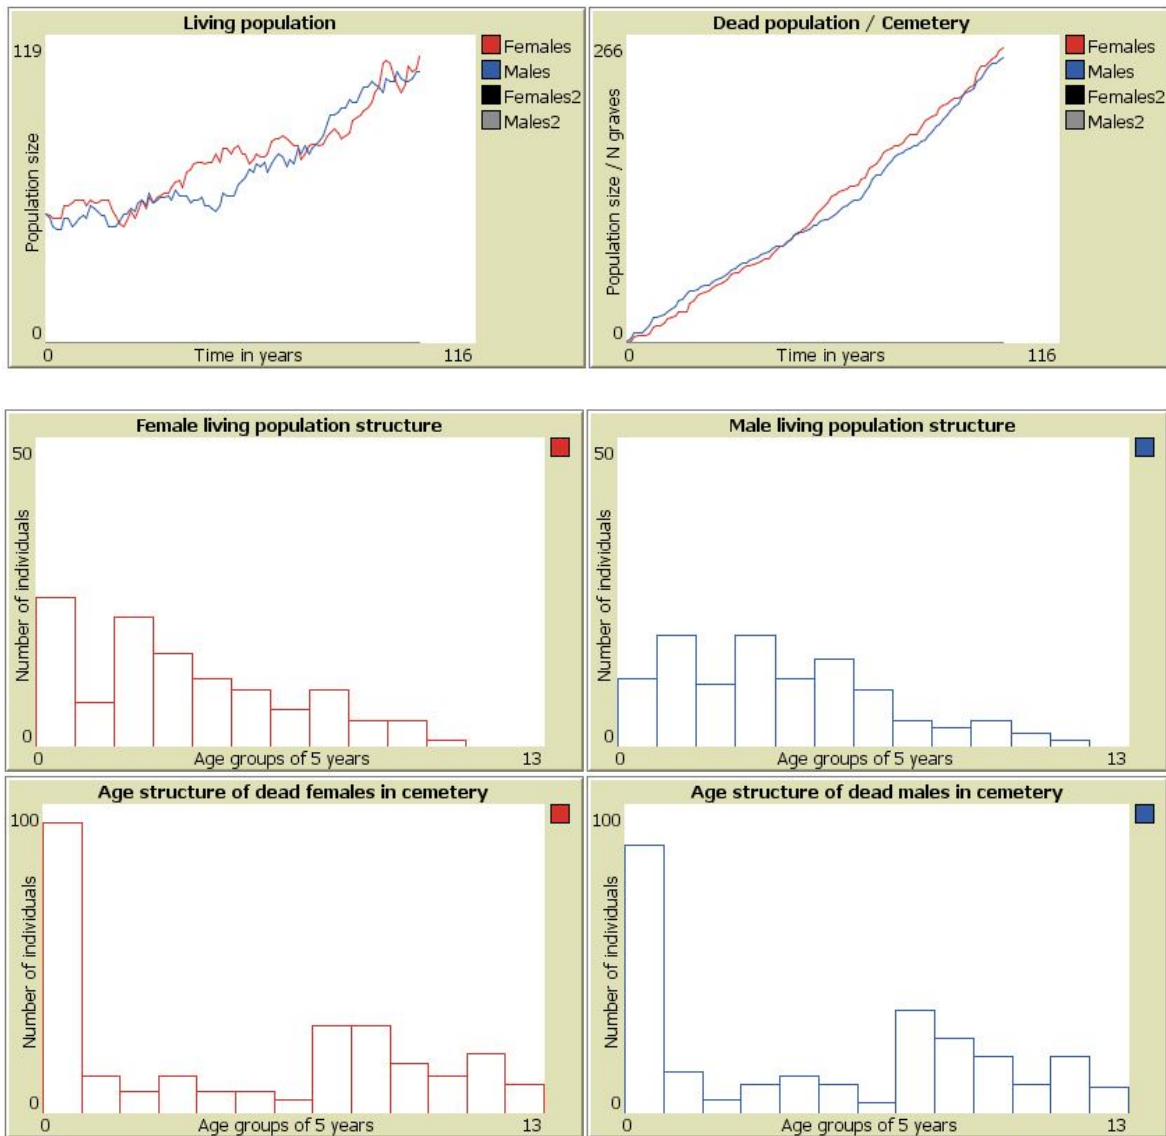 Living population
119
Population size
0
0
Time in years
116
Females
Males
Females2
Males2
Dead population / Cemetery
266
Population size / N graves
0
0
Time in years
116
Females
Males
Females2
Males2
Female living population structure
50
Number of individuals
0
0
Age groups of 5 years
13
Male living population structure
50
Number of individuals
0
0
Age groups of 5 years
13
Age structure of dead females in cemetery
100
Number of individuals
0
0
Age groups of 5 years
13
Age structure of dead males in cemetery
100
Number of individuals
0
0
Age groups of 5 years
13